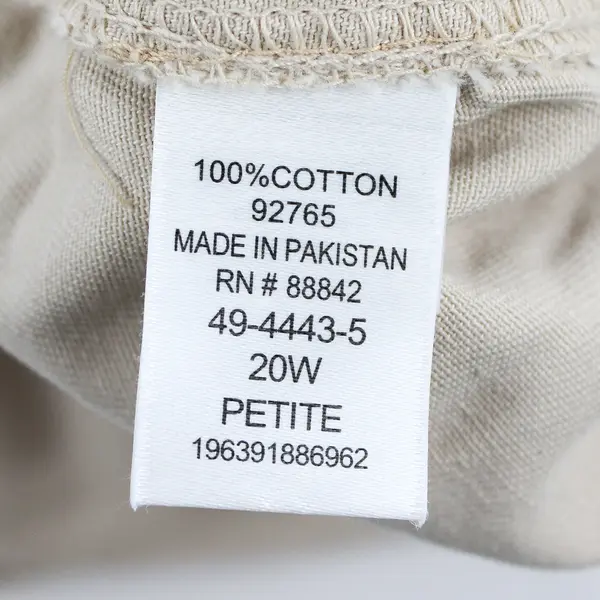 100%COTTON
92765
MADE IN PAKISTAN
RN # 88842
49-4443-5
20W
PETITE
196391886962